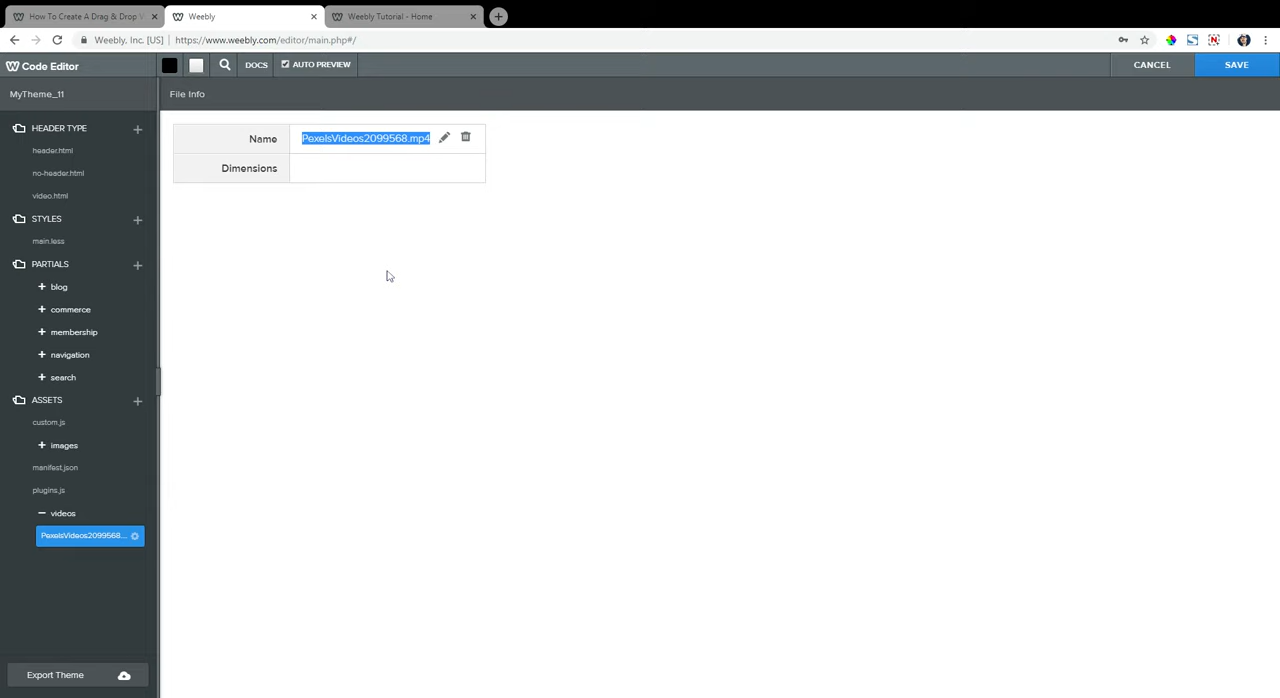 How To Create A Drag & Drop
Weebly
Weebly Tutorial - Home
Weebly, Inc. [US]
https://www.weebly.com/editor/main.php#/
Code Editor
DOCS
AUTO PREVIEW
CANCEL
SAVE
MyTheme_11
File Info
HEADER TYPE
header.html
no-header.html
video.html
STYLES
main.less
PARTIALS
blog
commerce
membership
navigation
search
ASSETS
custom.js
images
manifest.json
plugins.js
videos
PexelsVideos2099568...
Export Theme
Name
PexelsVideos2099568.mp4
Dimensions